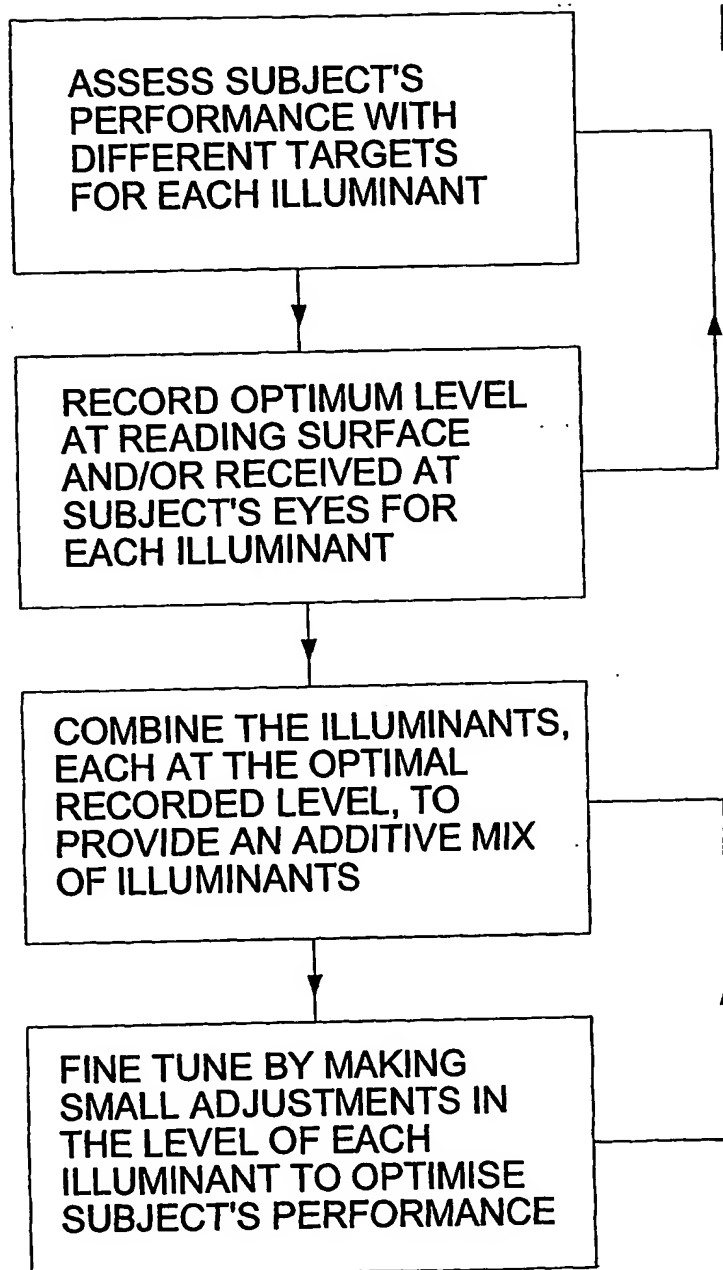 ASSESS SUBJECT'S
PERFORMANCE WITH
DIFFERENT TARGETS
FOR EACH ILLUMINANT
RECORD OPTIMUM LEVEL
AT READING SURFACE
AND/OR RECEIVED AT
SUBJECT'S EYES FOR
EACH ILLUMINANT
COMBINE THE ILLUMINANTS,
EACH AT THE OPTIMAL
RECORDED LEVEL, TO
PROVIDE AN ADDITIVE MIX
OF ILLUMINANTS
FINE TUNE BY MAKING
SMALL ADJUSTMENTS IN
THE LEVEL OF EACH
ILLUMINANT TO OPTIMISE
SUBJECT'S PERFORMANCE